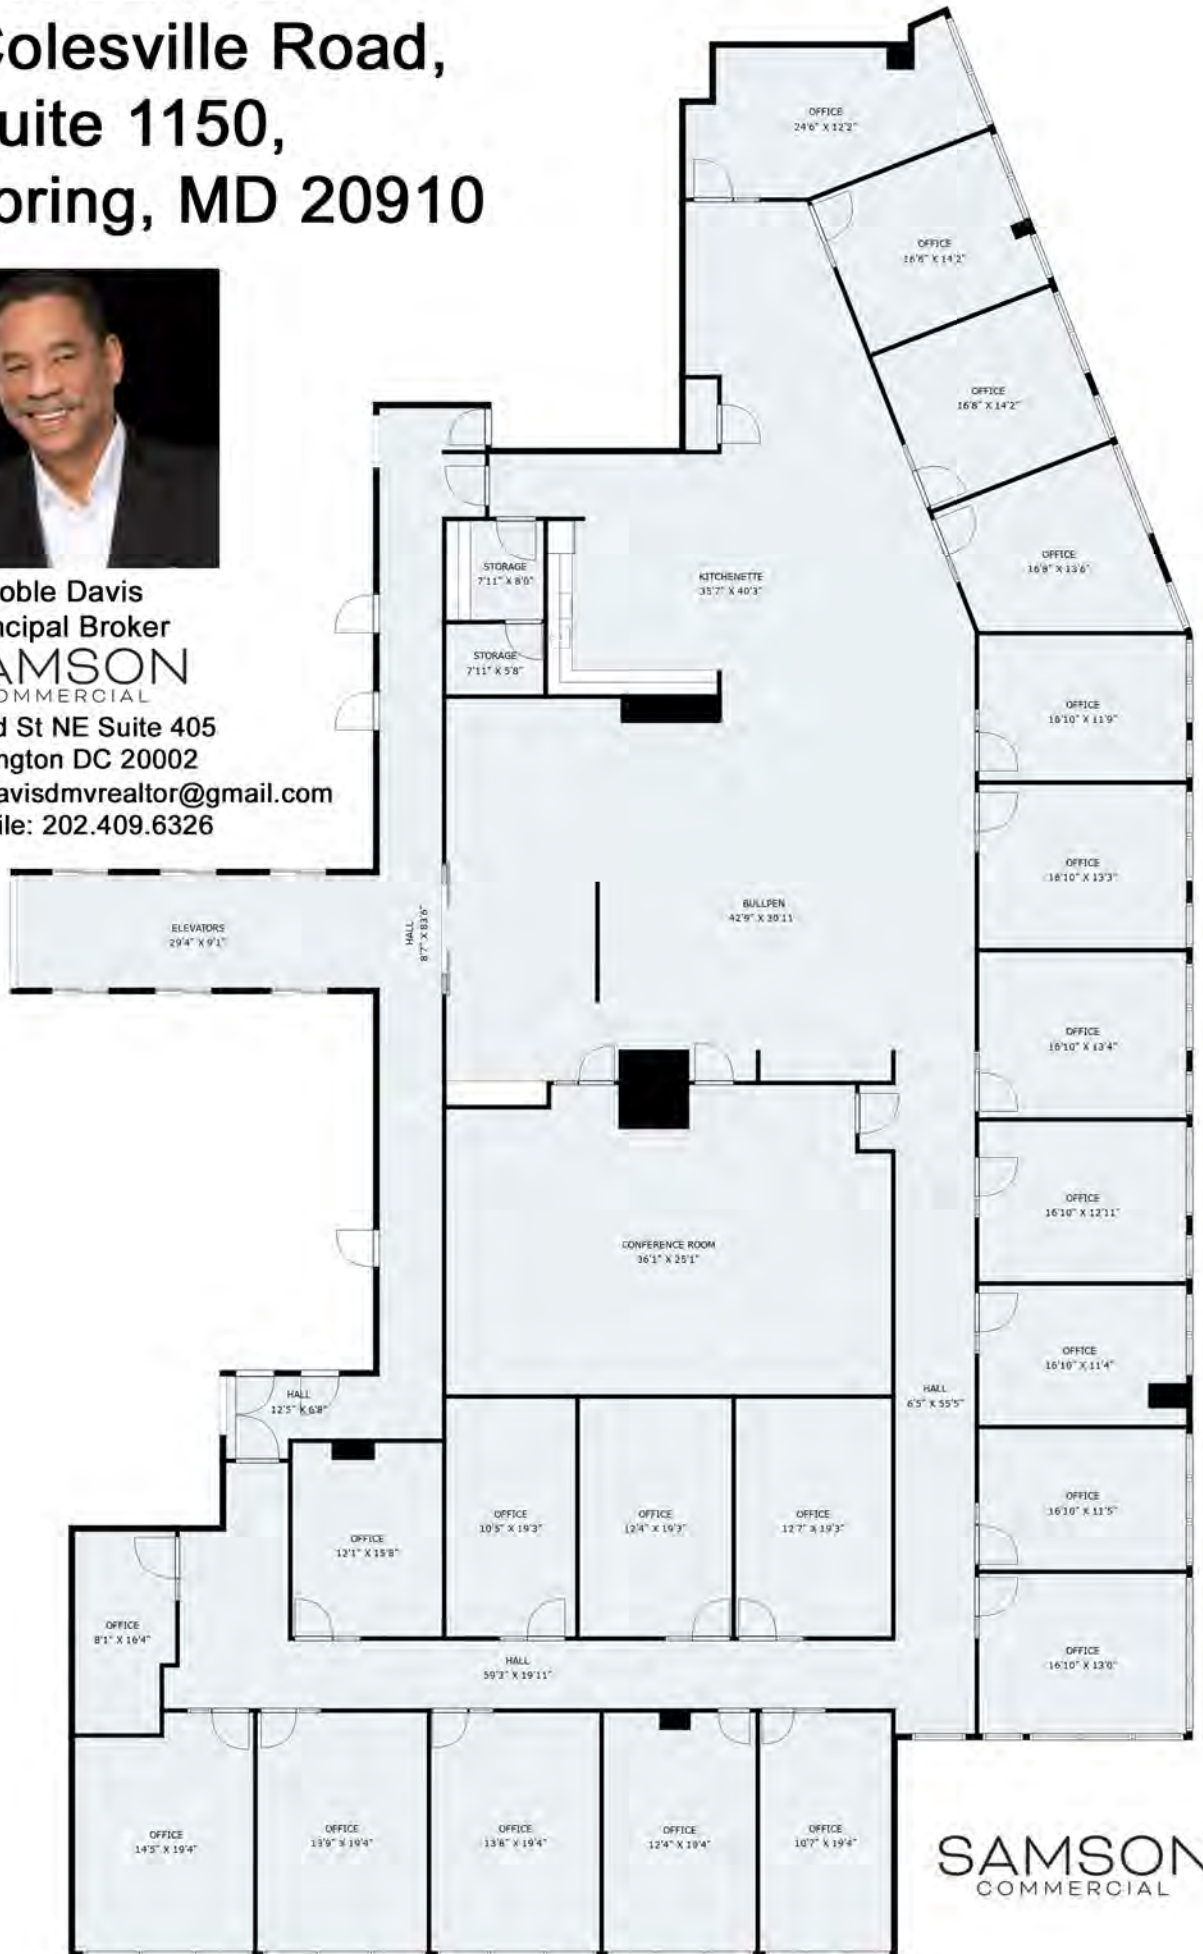 Colesville Road,
uite 1150,
pring, MD 20910
oble Davis
ncipal Broker
AMSON
COMMERCIAL
d St NE Suite 405
ngton DC 20002
avisdmvrealtor@gmail.com
ile: 202.409.6326
OFFICE
24'6" X 12'2"
OFFICE
16'8" X 14'2"
OFFICE
16'8" X 14'2"
OFFICE
16'8" X 13'6"
STORAGE
7'11" X 8'0"
KITCHENETTE
35'7" X 40'3"
STORAGE
7'11" X 5'8"
OFFICE
16'10" X 11'9"
OFFICE
16'10" X 13'3"
ELEVATORS
29'4" X 9'1"
HALL
8'7" X 83'6"
BULLPEN
42'9" X 30'11
OFFICE
16'10" X 13'4"
OFFICE
16'10" X 12'11"
CONFERENCE ROOM
36'1" X 25'1"
OFFICE
16'10" X 11'4"
HALL
12'5" X 6'8"
HALL
6'5" X 55'5"
OFFICE
16'10" X 11'5"
OFFICE
12'1" X 15'8"
OFFICE
10'5" X 19'3"
OFFICE
12'4" X 19'3"
OFFICE
12'7" X 19'3"
OFFICE
8'1" X 16'4"
HALL
59'3" X 19'11"
OFFICE
16'10" X 13'0"
OFFICE
14'5" X 19'4"
OFFICE
13'9" X 19'4"
OFFICE
13'8" X 19'4"
OFFICE
12'4" X 19'4"
OFFICE
10'7" X 19'4"
SAMSON
COMMERCIAL